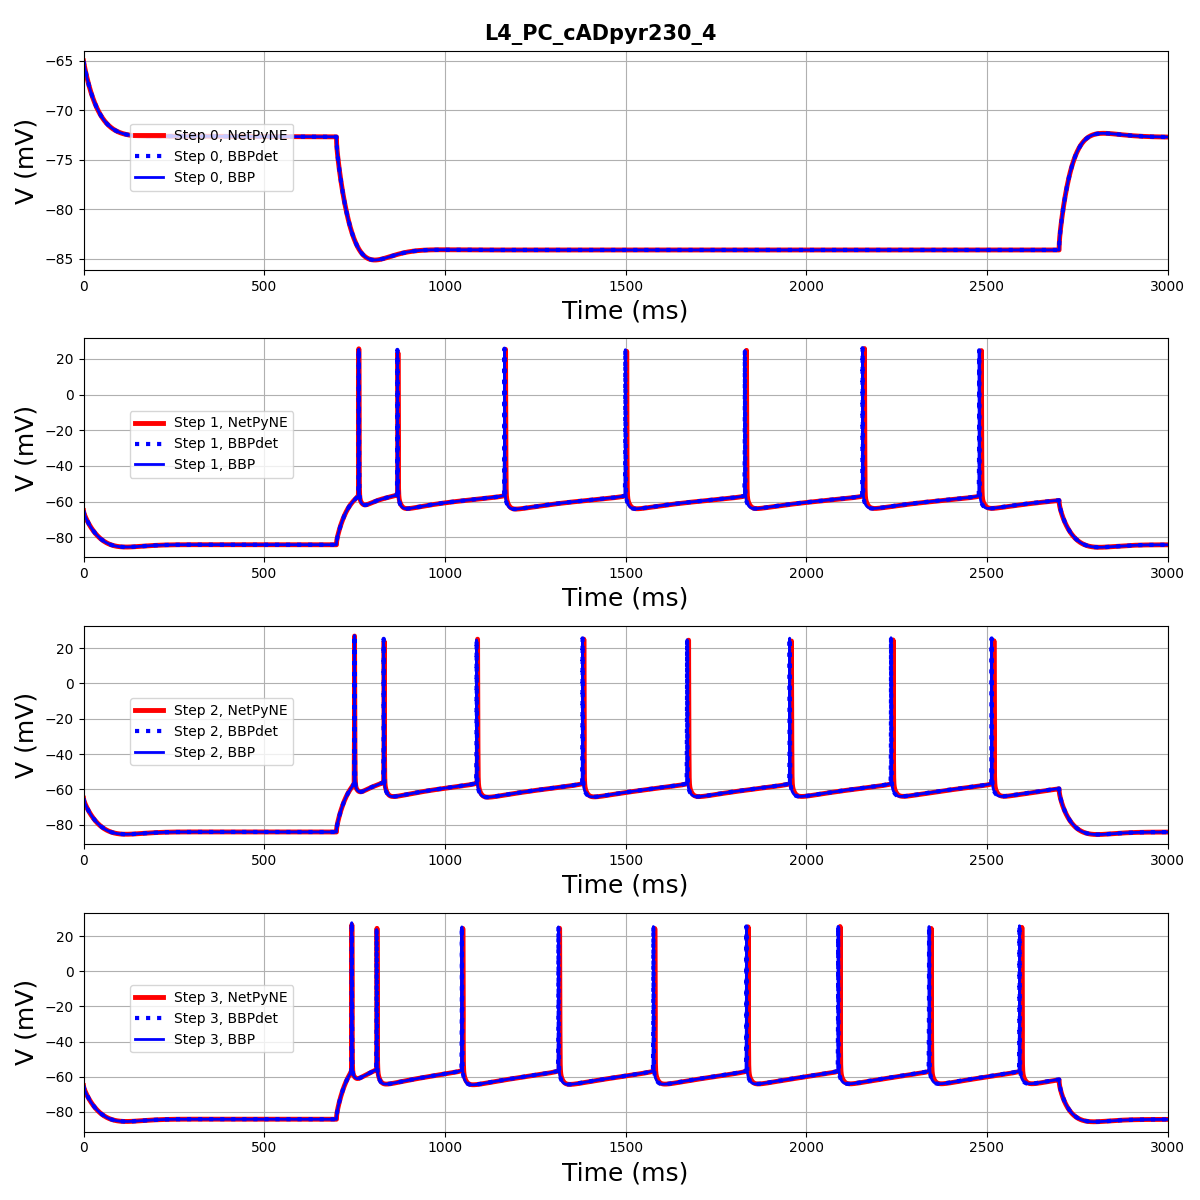 L4_PC_cADpyr230_4
−65
−70
−75
−80
−85
V (mV)
Step 0, NetPyNE
Step 0, BBPdet
Step 0, BBP
0 500 1000 1500 2000 2500 3000
Time (ms)
20
0
−20
−40
−60
−80
V (mV)
Step 1, NetPyNE
Step 1, BBPdet
Step 1, BBP
0 500 1000 1500 2000 2500 3000
Time (ms)
20
0
−20
−40
−60
−80
V (mV)
Step 2, NetPyNE
Step 2, BBPdet
Step 2, BBP
0 500 1000 1500 2000 2500 3000
Time (ms)
20
0
−20
−40
−60
−80
V (mV)
Step 3, NetPyNE
Step 3, BBPdet
Step 3, BBP
0 500 1000 1500 2000 2500 3000
Time (ms)